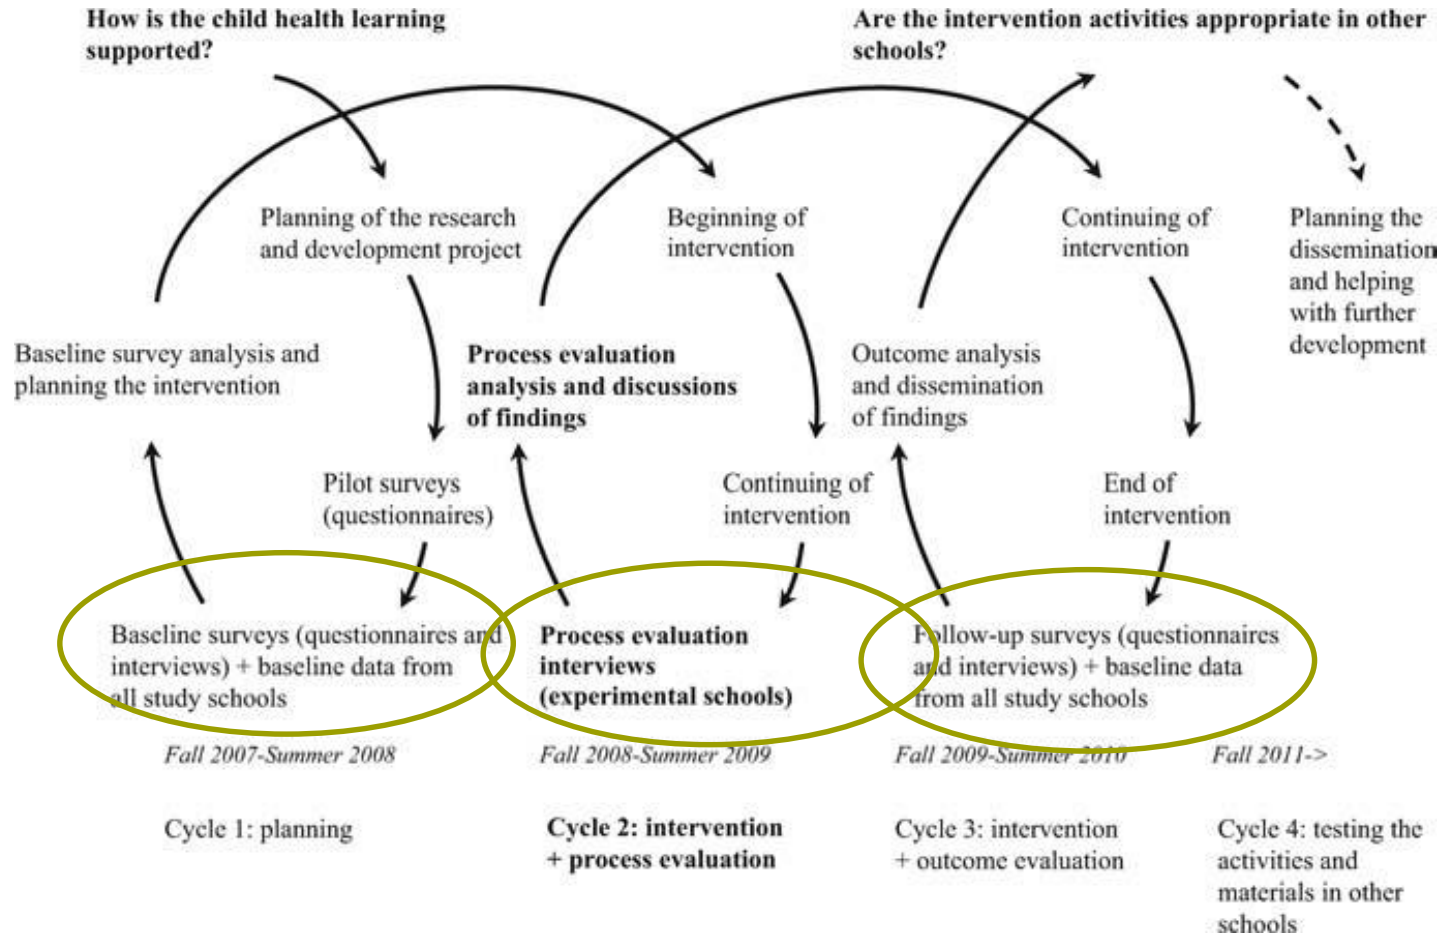 How is the child health learning
supported?
Are the intervention activities appropriate in other
schools?
Planning of the research
and development project
Beginning of
intervention
Continuing of
intervention
Planning the
dissemination
and helping
with further
development
Baseline survey analysis and
planning the intervention
Process evaluation
analysis and discussions
of findings
Outcome analysis
and dissemination
of findings
Pilot surveys
(questionnaires)
Continuing of
intervention
End of
intervention
Baseline surveys (questionnaires and
interviews) + baseline data from
all study schools
Process evaluation
interviews
(experimental schools)
Follow-up surveys (questionnaires
and interviews) + baseline data
from all study schools
Fall 2007-Summer 2008
Fall 2008-Summer 2009
Fall 2009-Summer 2010
Fall 2011->
Cycle 1: planning
Cycle 2: intervention
+ process evaluation
Cycle 3: intervention
+ outcome evaluation
Cycle 4: testing the
activities and
materials in other
schools